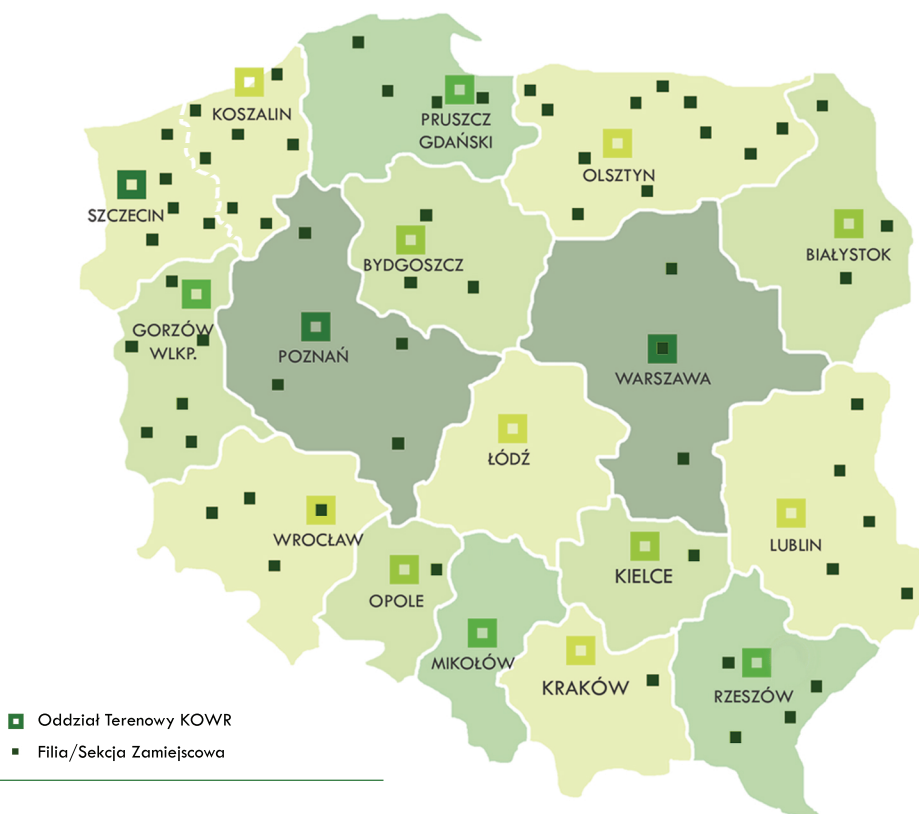 KOSZALIN
PRUSZCZ
GDAŃSKI
OLSZTYN
SZCZECIN
BYDGOSZCZ
BIAŁYSTOK
GORZÓW
WLKP.
POZNAŃ
WARSZAWA
ŁÓDŹ
WROCŁAW
LUBLIN
KIELCE
OPOLE
MIKOŁÓW
KRAKÓW
RZESZÓW
Oddział Terenowy KOWR
Filia/Sekcja Zamiejscowa